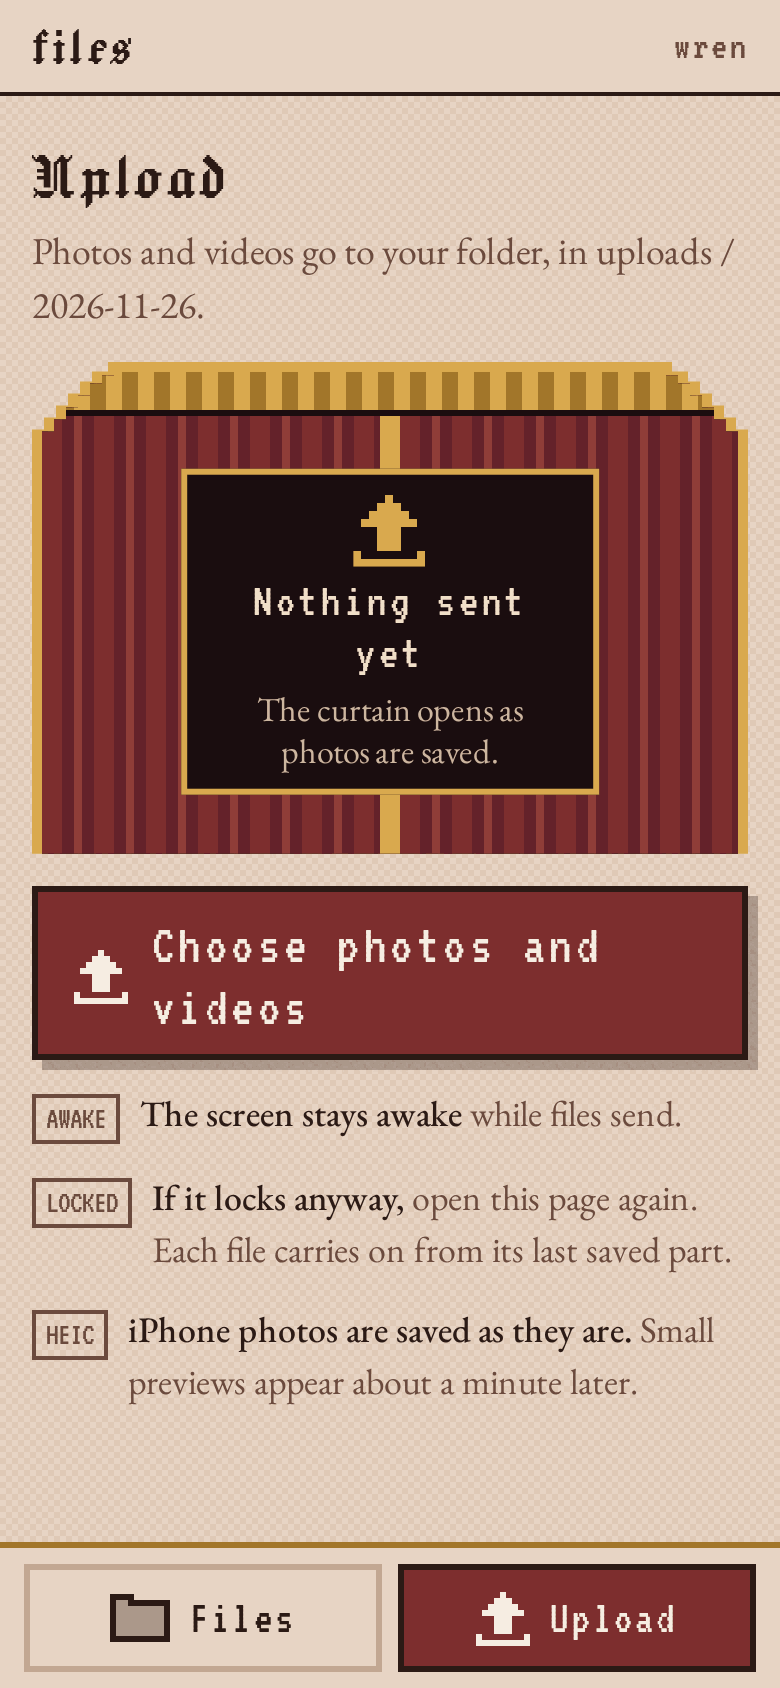 files
wren
Upload
Photos and videos go to your folder, in uploads /
2026-11-26.
Nothing sent
yet
The curtain opens as
photos are saved.
Choose photos and
videos
AWAKE The screen stays awake while files send.
LOCKED If it locks anyway, open this page again.
Each file carries on from its last saved part.
HEIC iPhone photos are saved as they are. Small
previews appear about a minute later.
Files
Upload